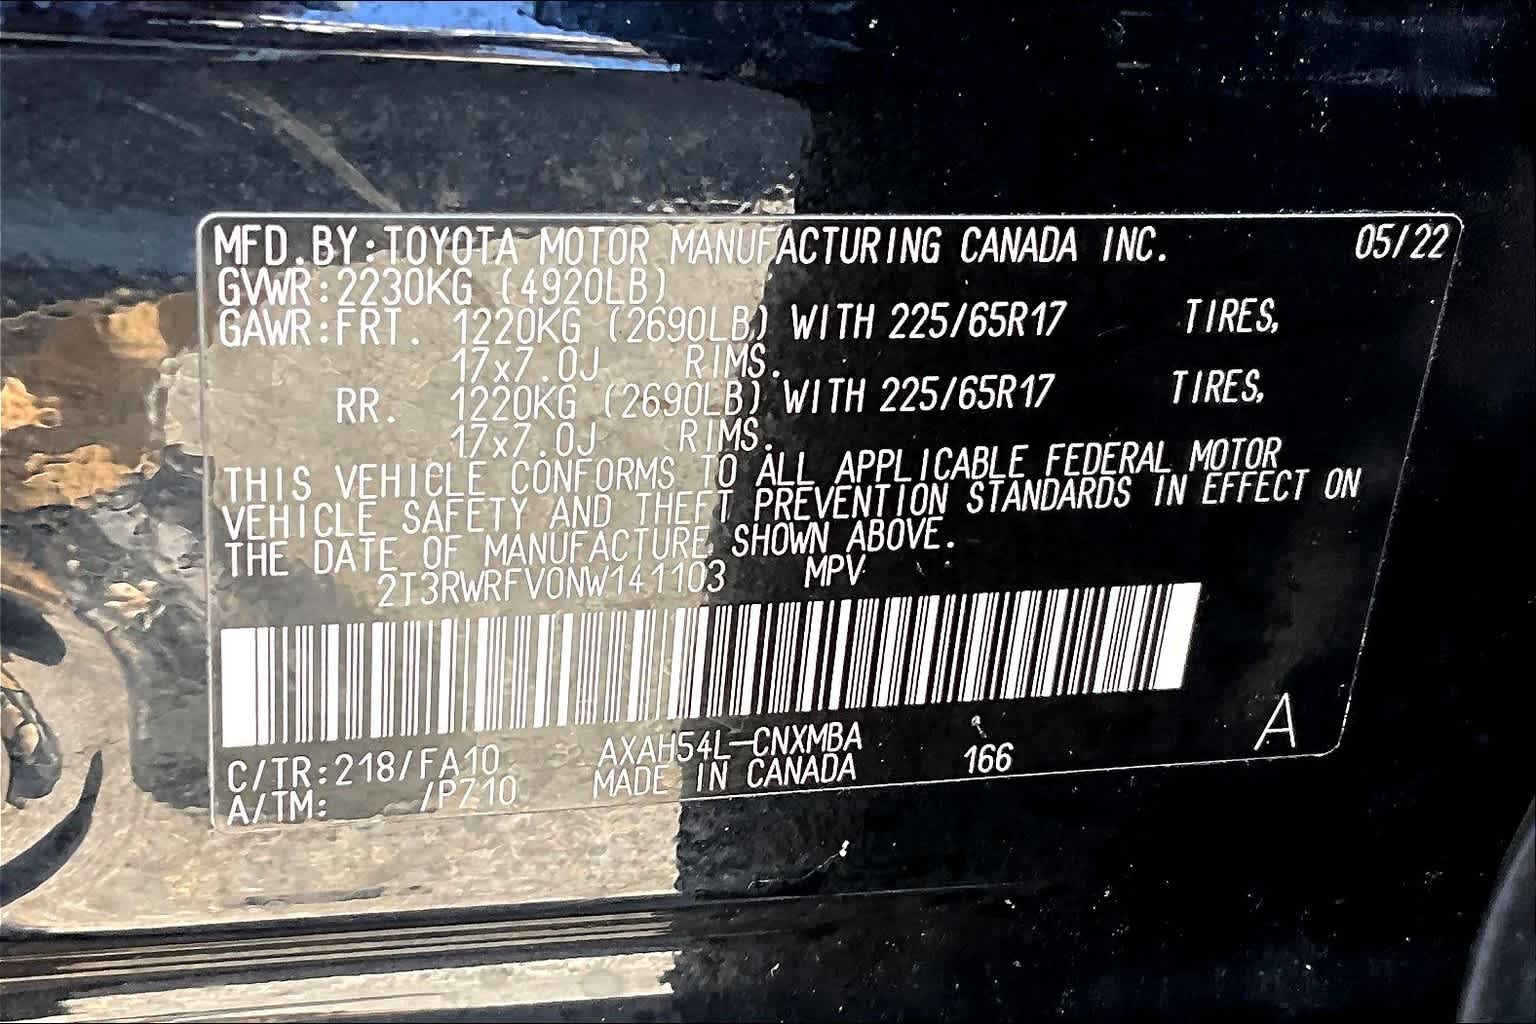 MFD.BY:TOYOTA MOTOR MANUFACTURING CANADA INC. 05/22
GVWR:2230KG (4920LB)
GAWR:FRT. 1220KG (2690LB) WITH 225/65R17 TIRES,
17x7.0J RIMS.
RR. 1220KG (2690LB) WITH 225/65R17 TIRES,
17x7.0J RIMS.
THIS VEHICLE CONFORMS TO ALL APPLICABLE FEDERAL MOTOR
VEHICLE SAFETY AND THEFT PREVENTION STANDARDS IN EFFECT ON
THE DATE OF MANUFACTURE SHOWN ABOVE.
2T3RWRFV0NW141103 MPV
C/TR:218/FA10 AXAH54L-CNXMBA 166 A
A/TM: /PZ10 MADE IN CANADA